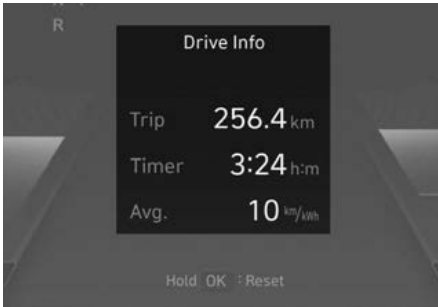 R
Drive Info
Trip 256.4 km
Timer 3:24 h:m
Avg. 10 km/kWh
Hold OK : Reset